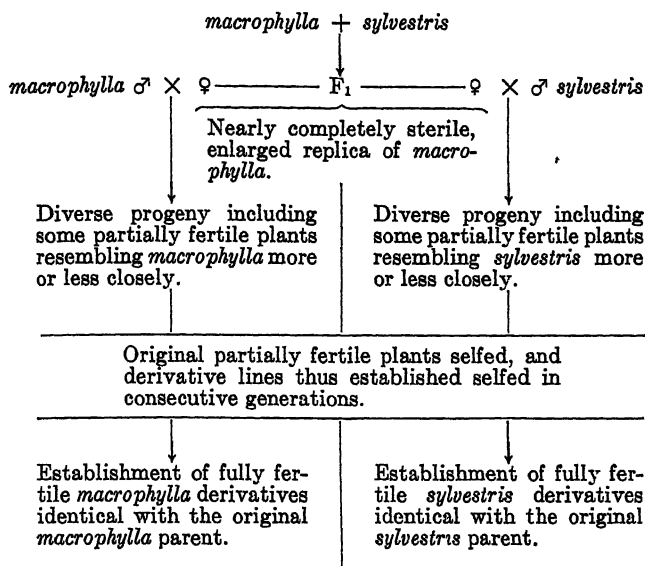 macrophylla + sylvestris
macrophylla ♂ × ♀ F₁ ♀ × ♂ sylvestris
Nearly completely sterile,
enlarged replica of macro-
phylla.
Diverse progeny including
some partially fertile plants
resembling macrophylla more
or less closely.
Diverse progeny including
some partially fertile plants
resembling sylvestris more
or less closely.
Original partially fertile plants selfed, and
derivative lines thus established selfed in
consecutive generations.
Establishment of fully fer-
tile macrophylla derivatives
identical with the original
macrophylla parent.
Establishment of fully fer-
tile sylvestris derivatives
identical with the original
sylvestris parent.